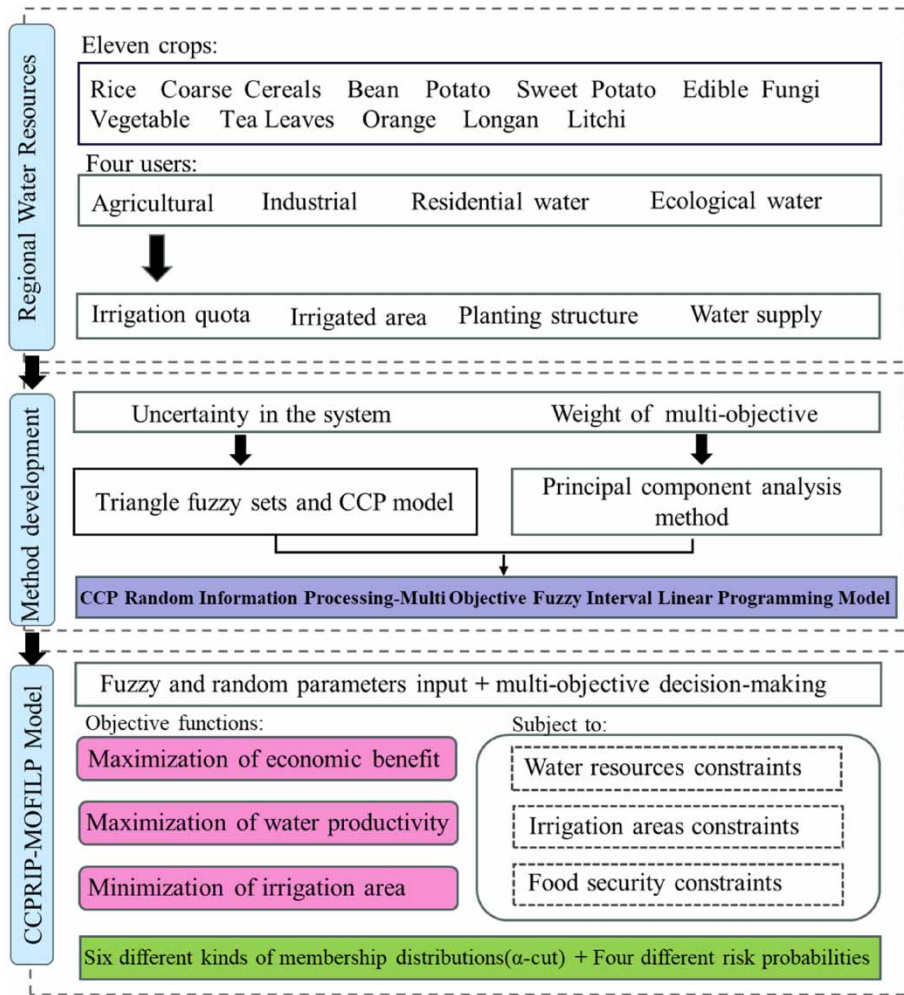 Regional Water Resources
Eleven crops:
Rice Coarse Cereals Bean Potato Sweet Potato Edible Fungi
Vegetable Tea Leaves Orange Longan Litchi
Four users:
Agricultural Industrial Residential water Ecological water
Irrigation quota Irrigated area Planting structure Water supply
Method development
Uncertainty in the system Weight of multi-objective
Triangle fuzzy sets and CCP model
Principal component analysis
method
CCP Random Information Processing-Multi Objective Fuzzy Interval Linear Programming Model
CCPRIP-MOFILP Model
Fuzzy and random parameters input + multi-objective decision-making
Objective functions:
Maximization of economic benefit
Maximization of water productivity
Minimization of irrigation area
Subject to:
Water resources constraints
Irrigation areas constraints
Food security constraints
Six different kinds of membership distributions(α-cut) + Four different risk probabilities